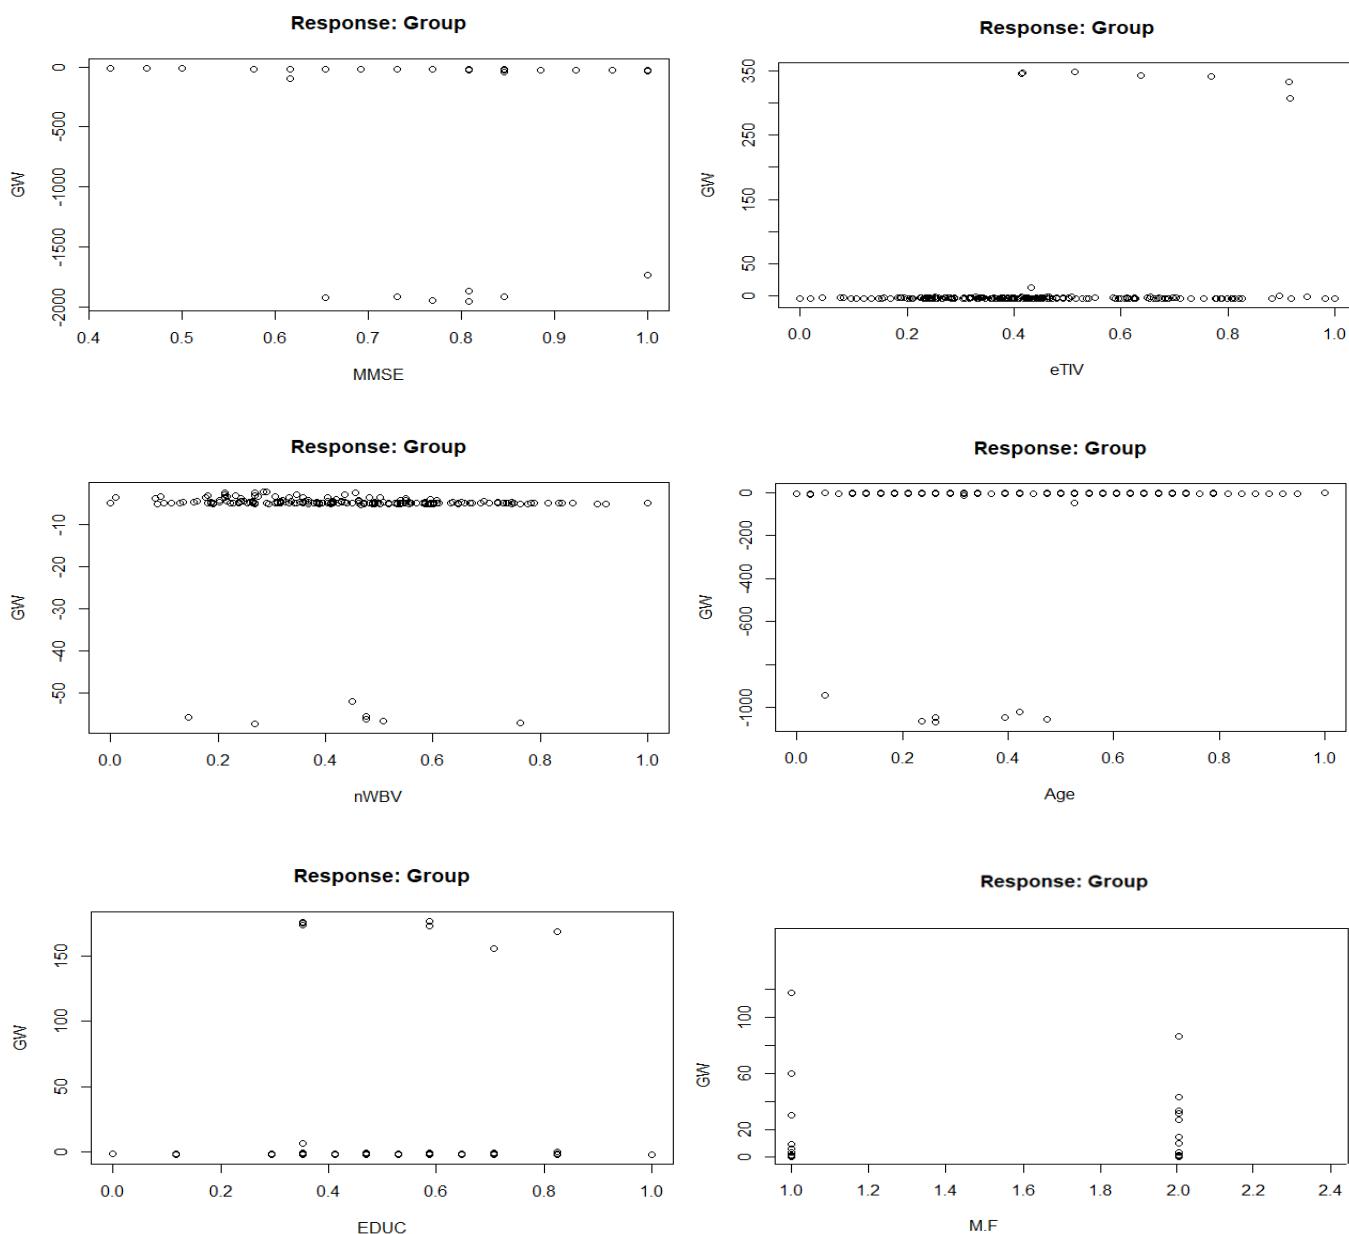 Response: Group
GW
0
-500
-1000
-1500
-2000
0.4 0.5 0.6 0.7 0.8 0.9 1.0
MMSE
Response: Group
GW
350
250
150
50
0
0.0 0.2 0.4 0.6 0.8 1.0
eTIV
Response: Group
GW
-10
-20
-30
-40
-50
0.0 0.2 0.4 0.6 0.8 1.0
nWBV
Response: Group
GW
0
-200
-400
-600
-1000
0.0 0.2 0.4 0.6 0.8 1.0
Age
Response: Group
GW
150
100
50
0
0.0 0.2 0.4 0.6 0.8 1.0
EDUC
Response: Group
GW
100
60
20
0
1.0 1.2 1.4 1.6 1.8 2.0 2.2 2.4
M.F